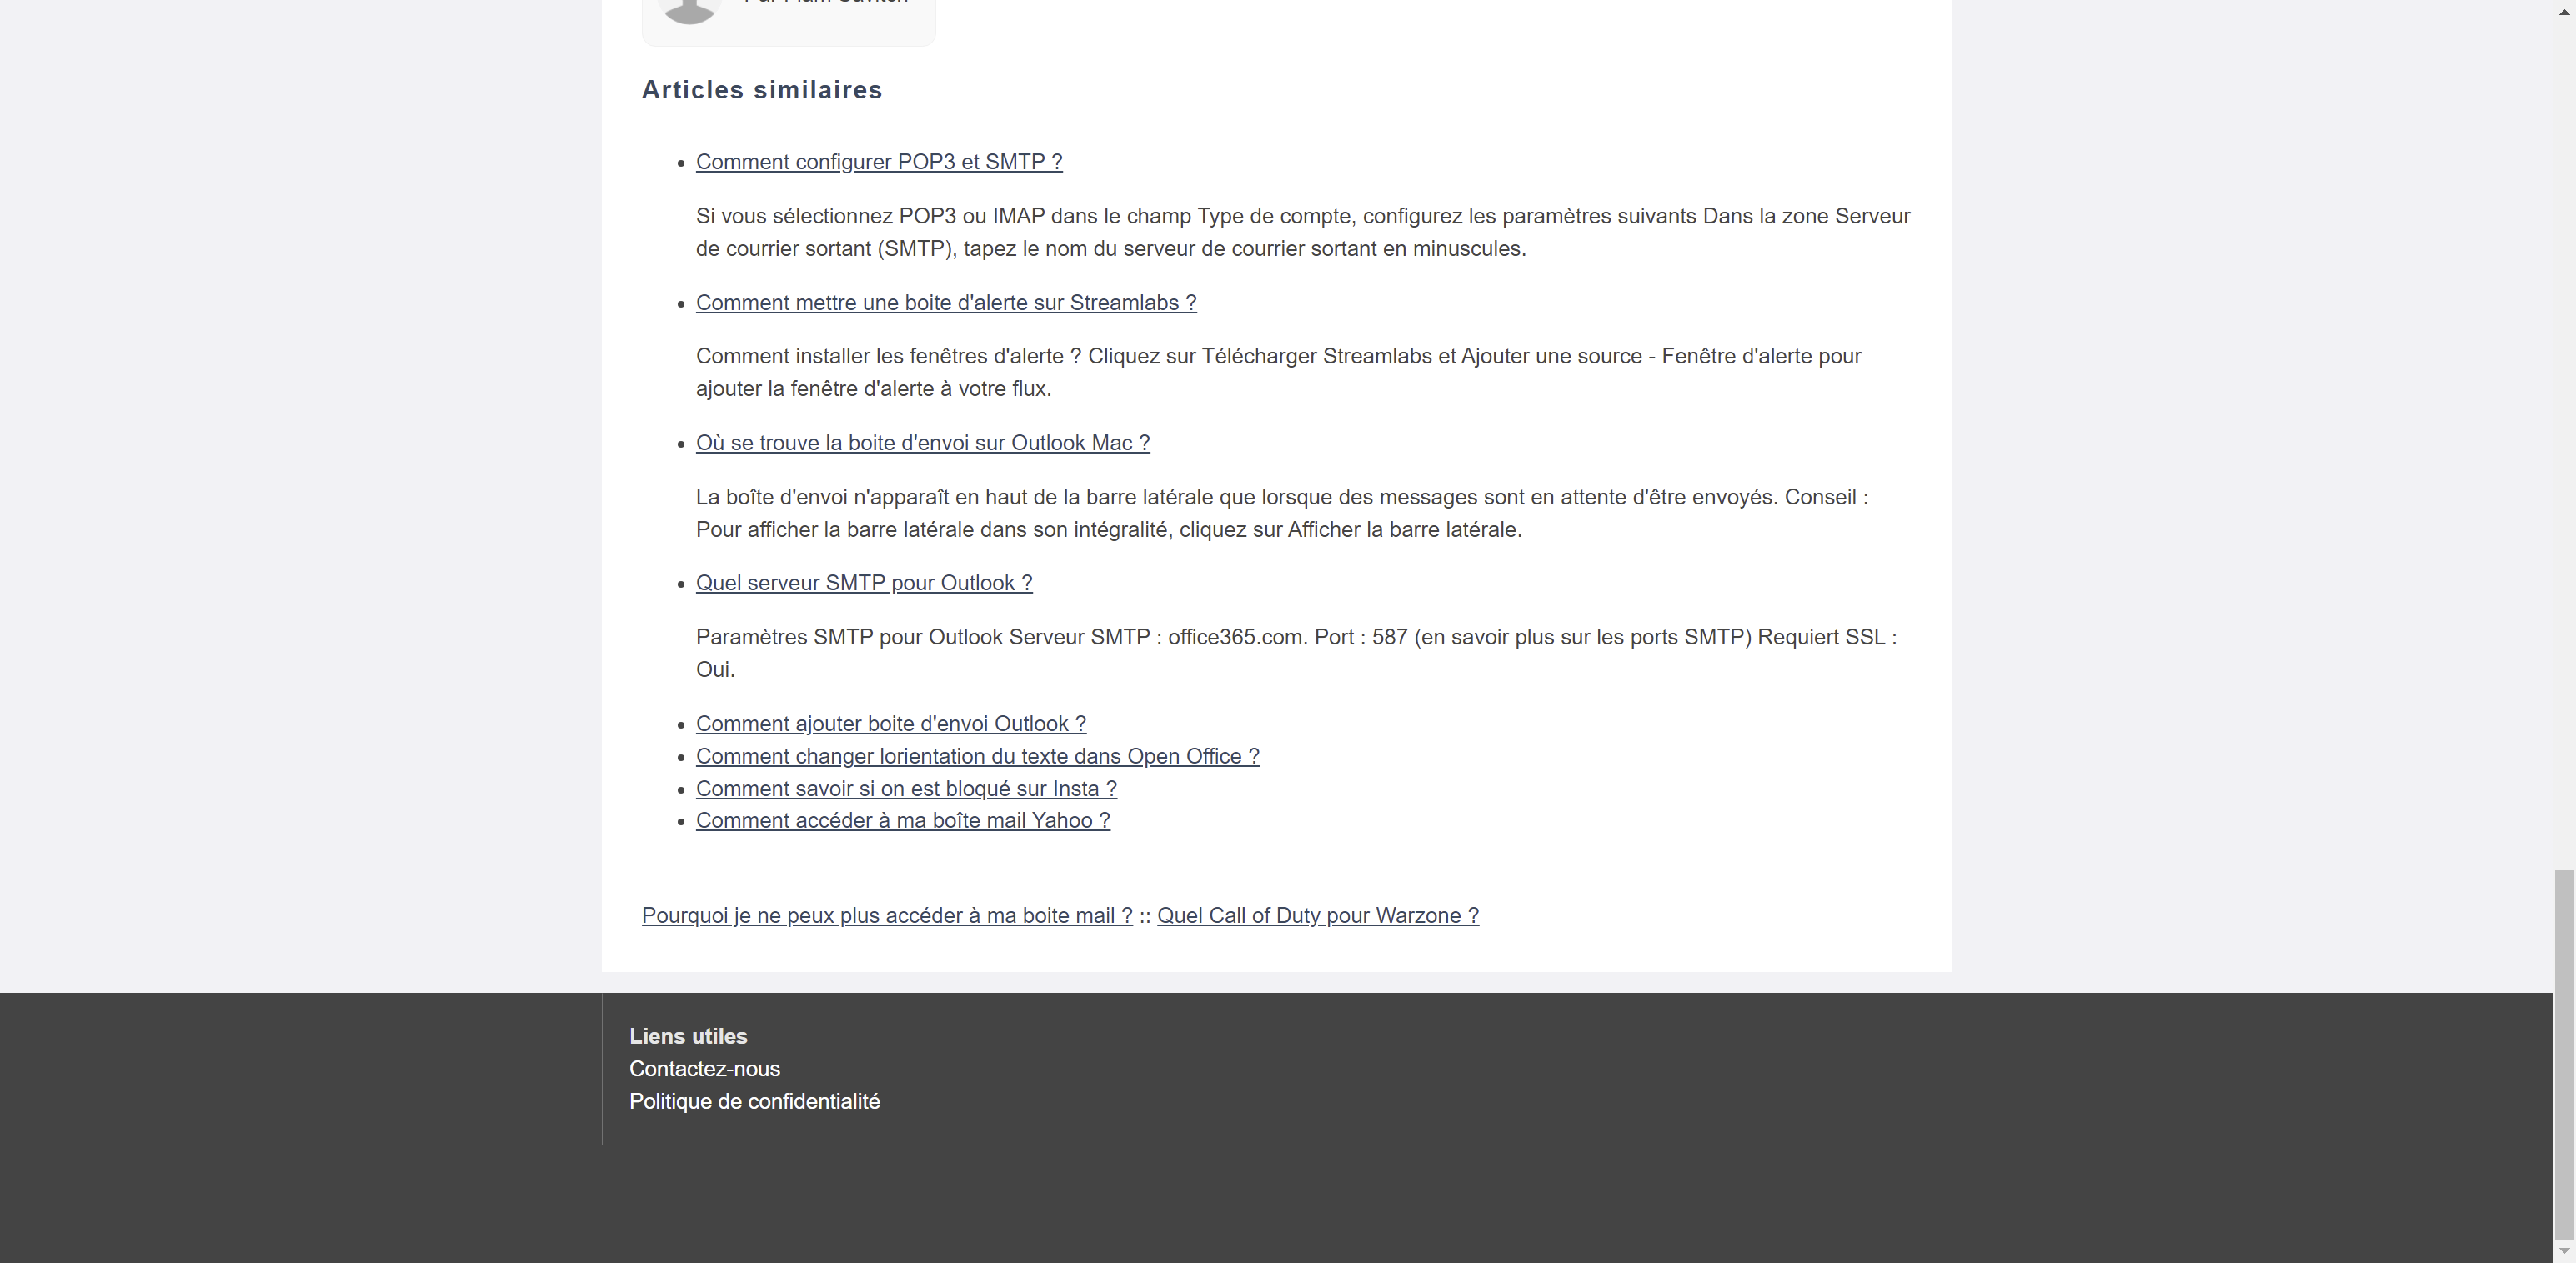 Articles similaires
Comment configurer POP3 et SMTP ?
Si vous sélectionnez POP3 ou IMAP dans le champ Type de compte, configurez les paramètres suivants Dans la zone Serveur
de courrier sortant (SMTP), tapez le nom du serveur de courrier sortant en minuscules.
Comment mettre une boite d'alerte sur Streamlabs ?
Comment installer les fenêtres d'alerte ? Cliquez sur Télécharger Streamlabs et Ajouter une source - Fenêtre d'alerte pour
ajouter la fenêtre d'alerte à votre flux.
Où se trouve la boite d'envoi sur Outlook Mac ?
La boîte d'envoi n'apparaît en haut de la barre latérale que lorsque des messages sont en attente d'être envoyés. Conseil :
Pour afficher la barre latérale dans son intégralité, cliquez sur Afficher la barre latérale.
Quel serveur SMTP pour Outlook ?
Paramètres SMTP pour Outlook Serveur SMTP : office365.com. Port : 587 (en savoir plus sur les ports SMTP) Requiert SSL :
Oui.
Comment ajouter boite d'envoi Outlook ?
Comment changer lorientation du texte dans Open Office ?
Comment savoir si on est bloqué sur Insta ?
Comment accéder à ma boîte mail Yahoo ?
Pourquoi je ne peux plus accéder à ma boite mail ? :: Quel Call of Duty pour Warzone ?
Liens utiles
Contactez-nous
Politique de confidentialité